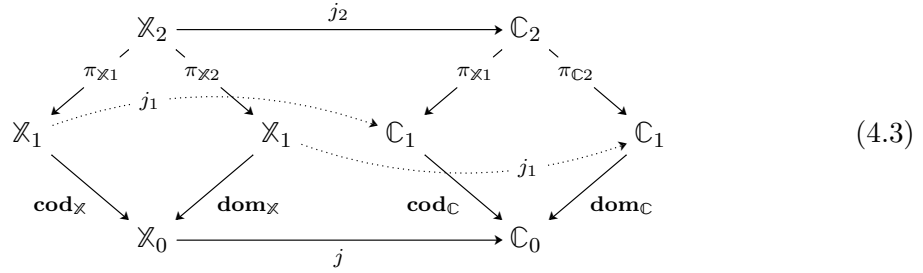 𝕏₂ j₂ ℂ₂
π𝕏₁ π𝕏₂ π𝕏₁ πℂ₂
j₁
𝕏₁ 𝕏₁ ℂ₁ ℂ₁ (4.3)
j₁
cod𝕏 dom𝕏 codℂ domℂ
𝕏₀ j ℂ₀